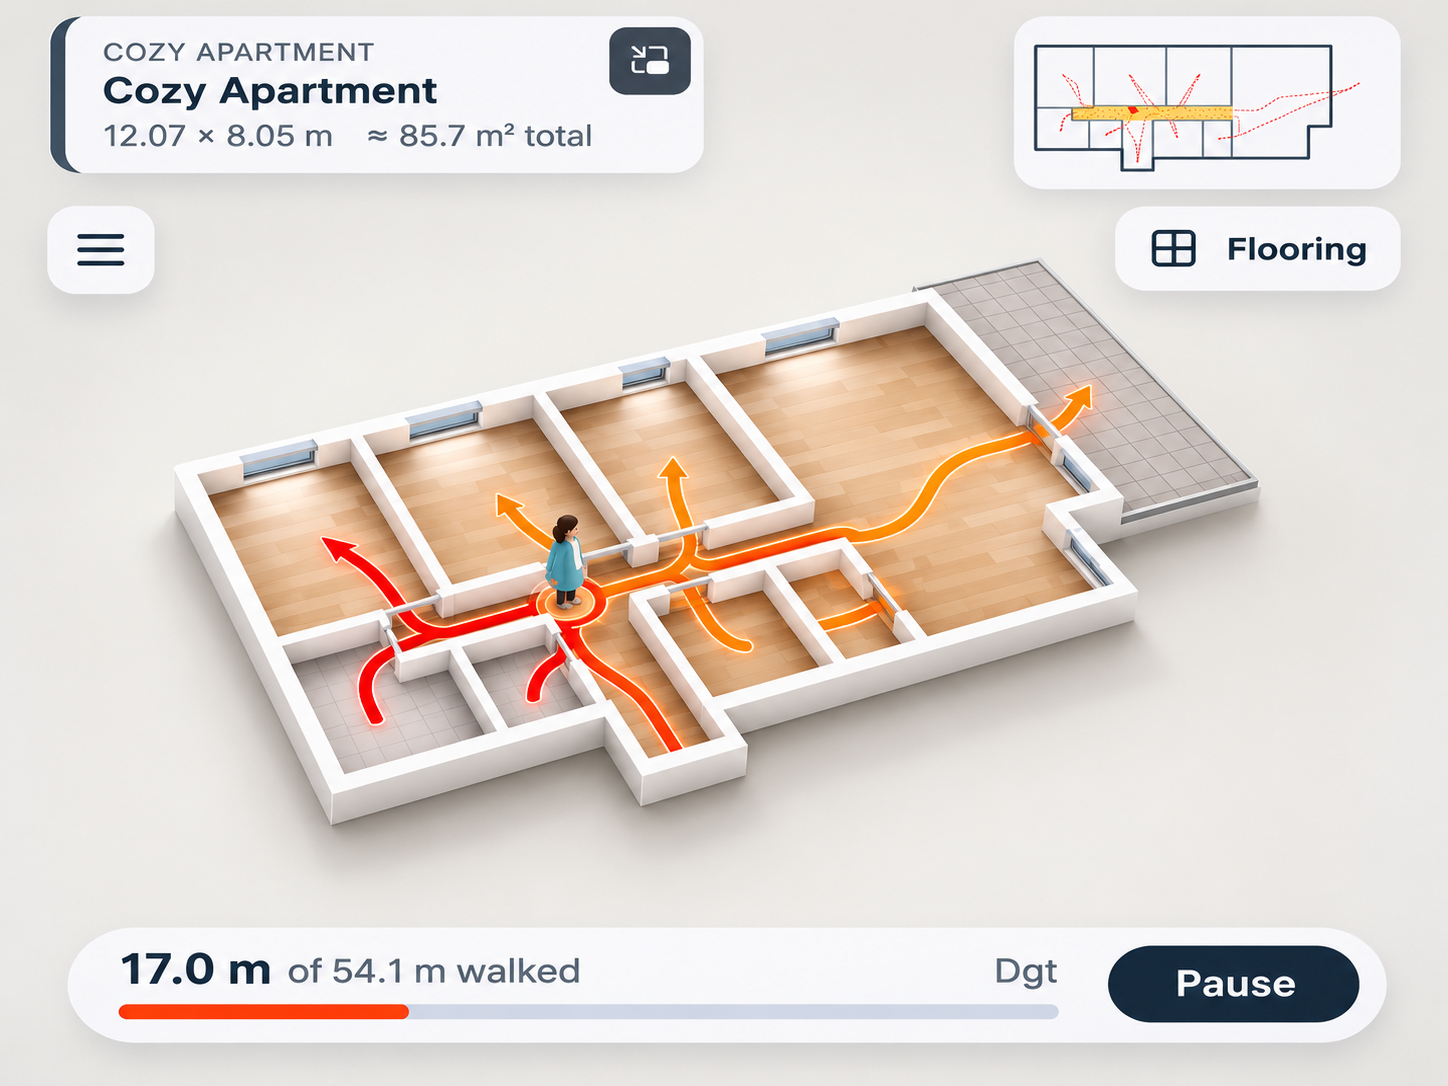 COZY APARTMENT
Cozy Apartment
12.07 × 8.05 m ≈ 85.7 m² total
Flooring
17.0 m of 54.1 m walked
Dgt
Pause